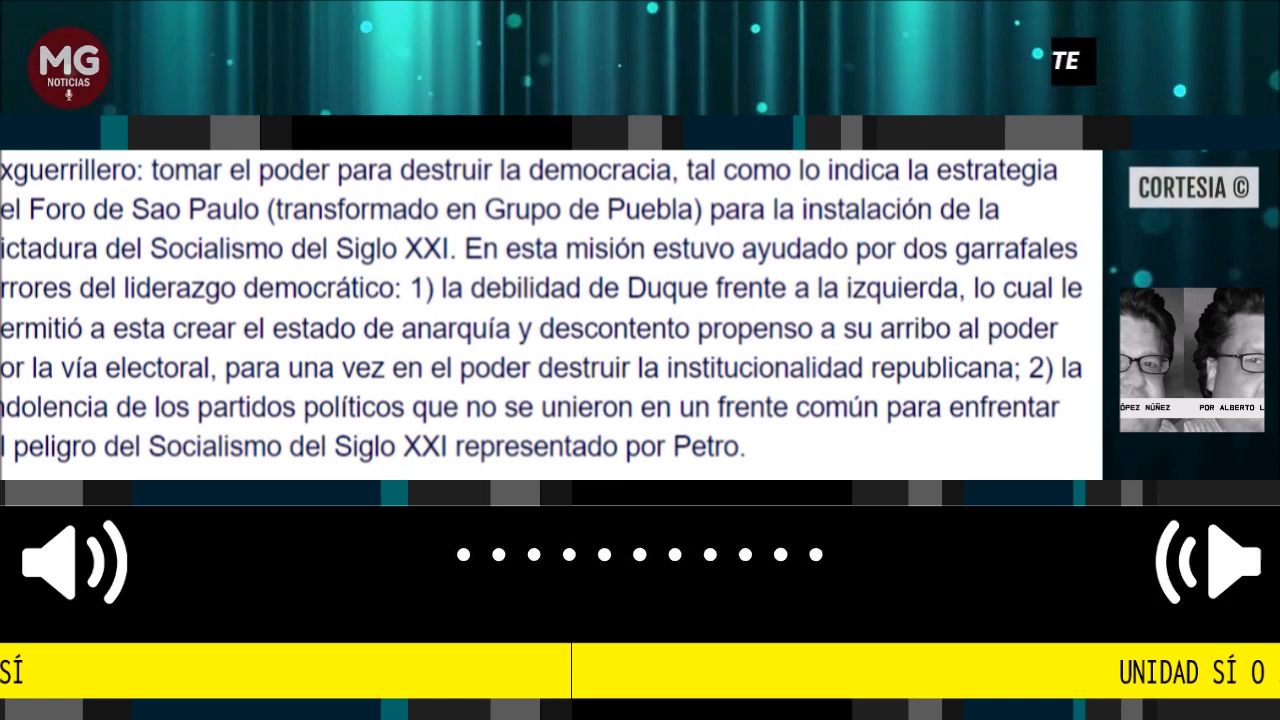 MG
NOTICIAS
TE
xguerrillero: tomar el poder para destruir la democracia, tal como lo indica la estrategia
el Foro de Sao Paulo (transformado en Grupo de Puebla) para la instalación de la
ictadura del Socialismo del Siglo XXI. En esta misión estuvo ayudado por dos garrafales
rrores del liderazgo democrático: 1) la debilidad de Duque frente a la izquierda, lo cual le
ermitió a esta crear el estado de anarquía y descontento propenso a su arribo al poder
or la vía electoral, para una vez en el poder destruir la institucionalidad republicana; 2) la
ndolencia de los partidos políticos que no se unieron en un frente común para enfrentar
l peligro del Socialismo del Siglo XXI representado por Petro.
CORTESIA ©
ÓPEZ NÚÑEZ POR ALBERTO L
SÍ
UNIDAD SÍ O